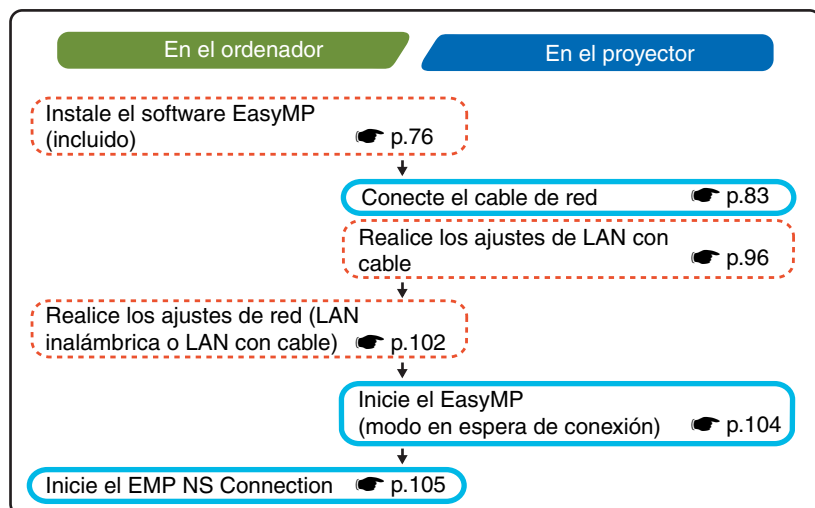 En el ordenador
En el proyector
Instale el software EasyMP
(incluido) ☛ p.76
Conecte el cable de red ☛ p.83
Realice los ajustes de LAN con
cable ☛ p.96
Realice los ajustes de red (LAN
inalámbrica o LAN con cable) ☛ p.102
Inicie el EasyMP
(modo en espera de conexión) ☛ p.104
Inicie el EMP NS Connection ☛ p.105